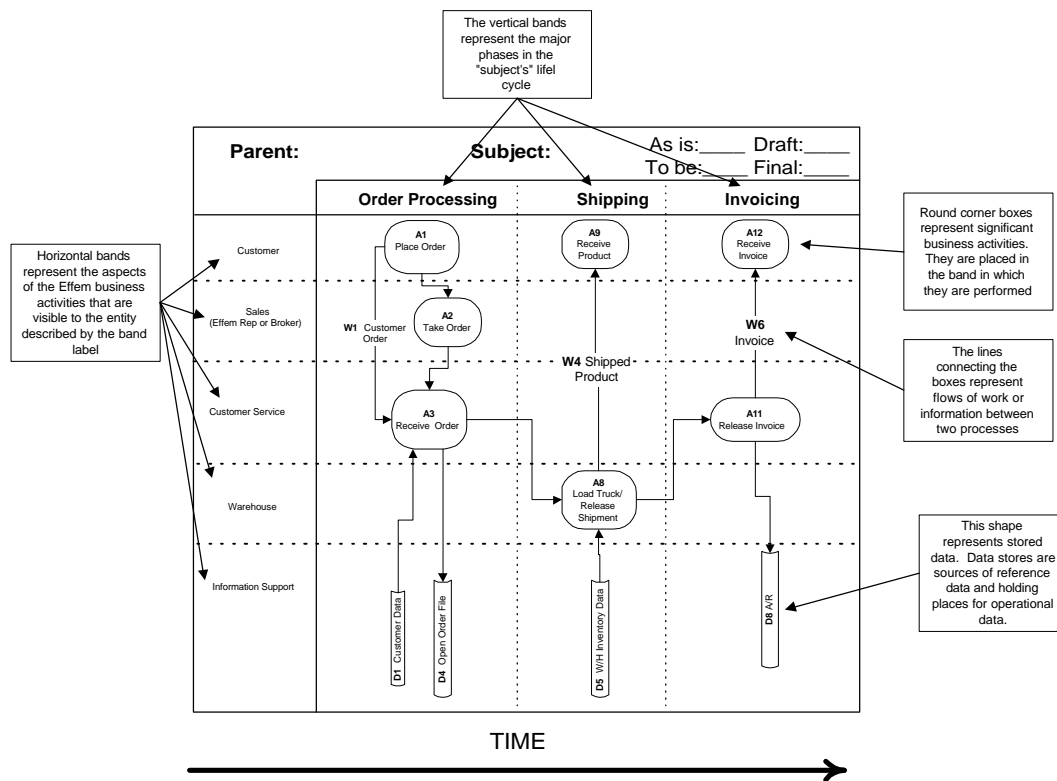 The vertical bands
represent the major
phases in the
"subject's" lifel
cycle
Parent:
Subject:
As is:____ Draft:____
To be:____ Final:____
Order Processing
Shipping
Invoicing
Horizontal bands
represent the aspects
of the Effem business
activities that are
visible to the entity
described by the band
label
Customer
Sales
(Effem Rep or Broker)
Customer Service
Warehouse
Information Support
A1
Place Order
A2
Take Order
W1 Customer
Order
A3
Receive Order
D1 Customer Data
D4 Open Order File
A9
Receive
Product
W4 Shipped
Product
A8
Load Truck/
Release
Shipment
D5 W/H Inventory Data
A12
Receive
Invoice
W6
Invoice
A11
Release Invoice
D8 A/R
Round corner boxes
represent significant
business activities.
They are placed in
the band in which
they are performed
The lines
connecting the
boxes represent
flows of work or
information between
two processes
This shape
represents stored
data. Data stores are
sources of reference
data and holding
places for operational
data.
TIME